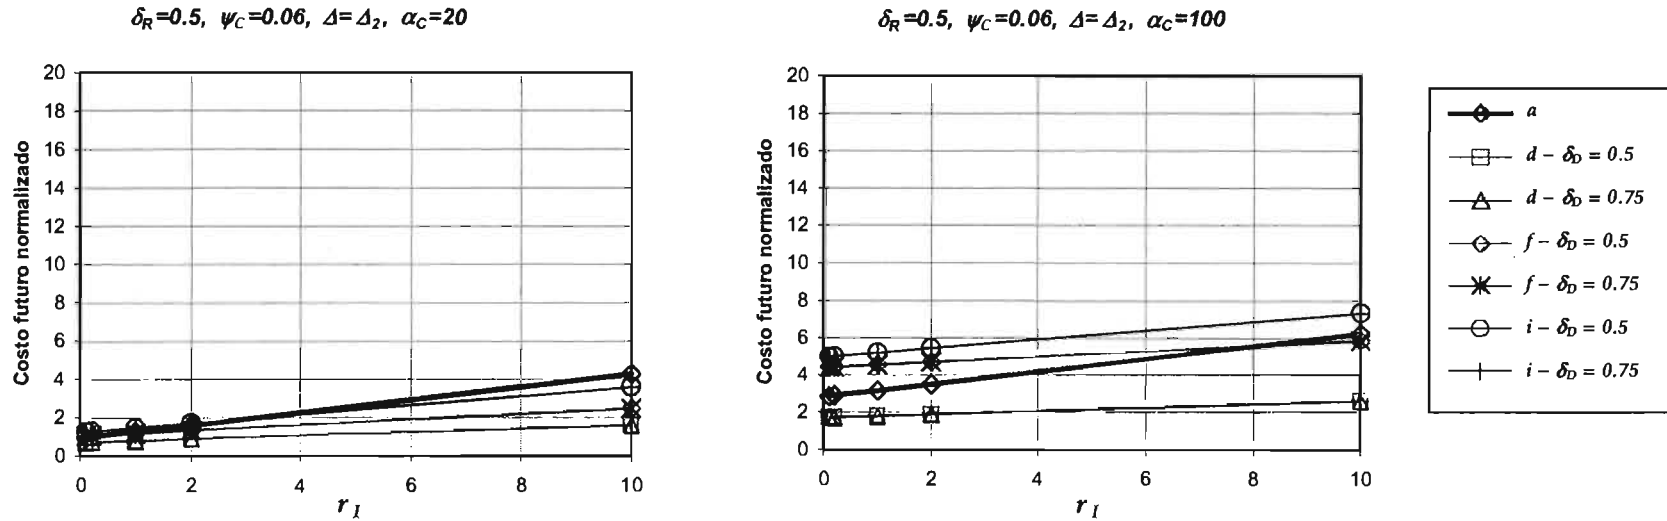 δR=0.5, ψC=0.06, Δ=Δ2, αC=20
Costo futuro normalizado
20
18
16
14
12
10
8
6
4
2
0
0 2 4 6 8 10
r I
δR=0.5, ψC=0.06, Δ=Δ2, αC=100
Costo futuro normalizado
20
18
16
14
12
10
8
6
4
2
0
0 2 4 6 8 10
r I
a
d – δD = 0.5
d – δD = 0.75
f – δD = 0.5
f – δD = 0.75
i – δD = 0.5
i – δD = 0.75